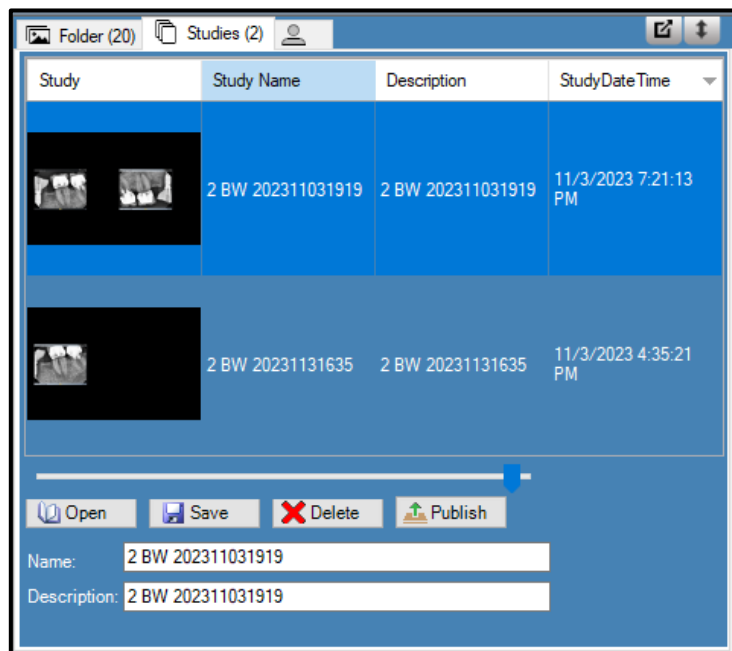 Folder (20) Studies (2)
Study Study Name Description StudyDateTime
2 BW 202311031919 2 BW 202311031919 11/3/2023 7:21:13
PM
2 BW 20231131635 2 BW 20231131635 11/3/2023 4:35:21
PM
Open Save Delete Publish
Name: 2 BW 202311031919
Description: 2 BW 202311031919